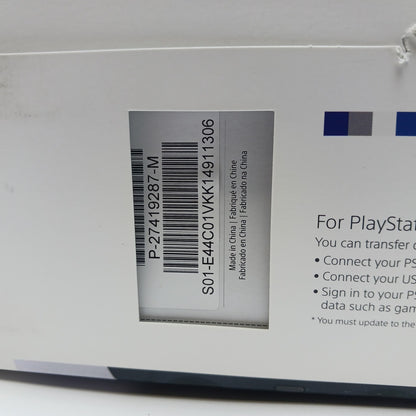 P-27419287-M
S01-E44C01VKK14911306
Made in China | Fabriqué en Chine
Fabricado en China | Fabricado na China
For PlayStat
You can transfer
• Connect your PS
• Connect your US
• Sign in to your PS
data such as gam
* You must update to the